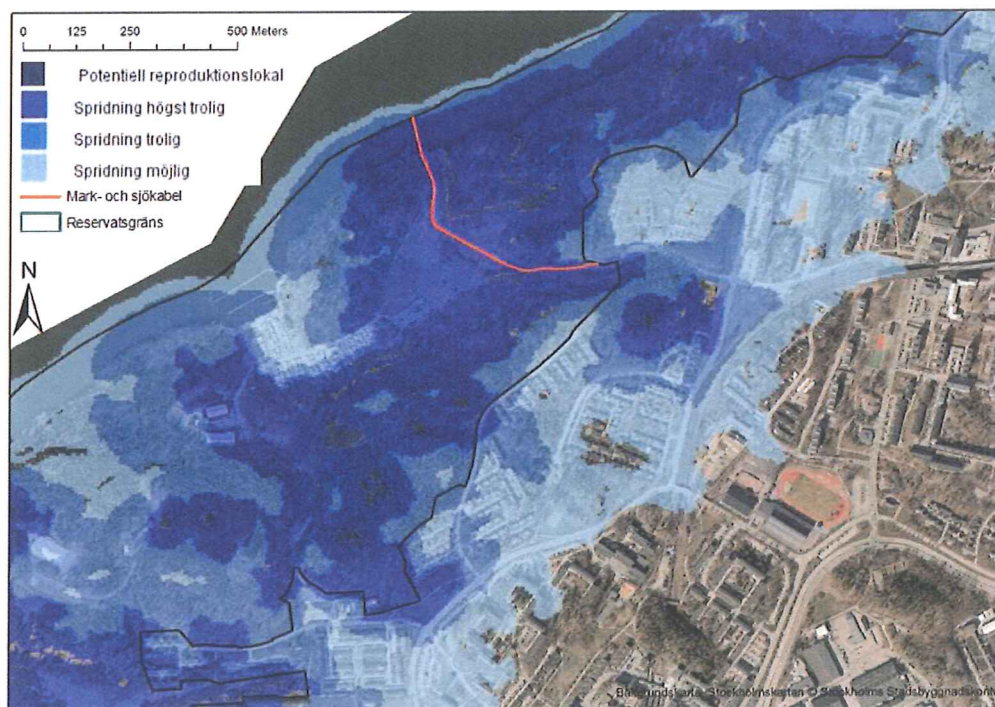 0 125 250 500 Meters
Potentiell reproduktionslokal
Spridning högst trolig
Spridning trolig
Spridning möjlig
Mark- och sjökabel
Reservatsgräns
N
Bakgrundskarta: Stockholmskartan © Stockholms Stadsbyggnadskontor